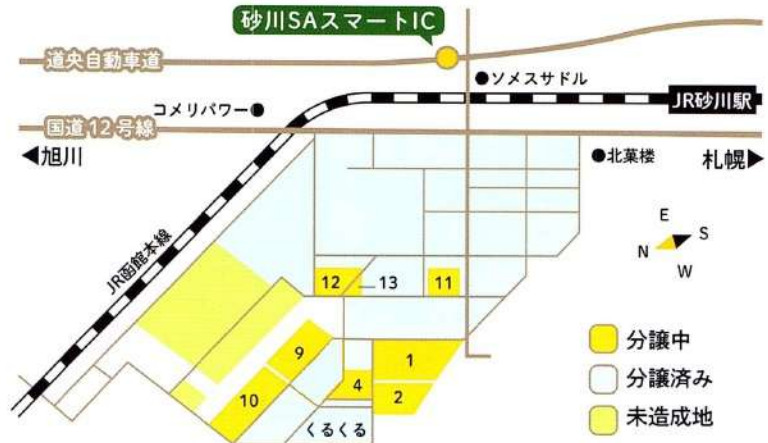 砂川SAスマートIC
道央自動車道
ソメスサドル
コメリパワー
JR砂川駅
国道12号線
旭川
北菓楼
札幌
JR函館本線
E
N
S
W
12
13
11
9
1
4
10
2
くるくる
分譲中
分譲済み
未造成地